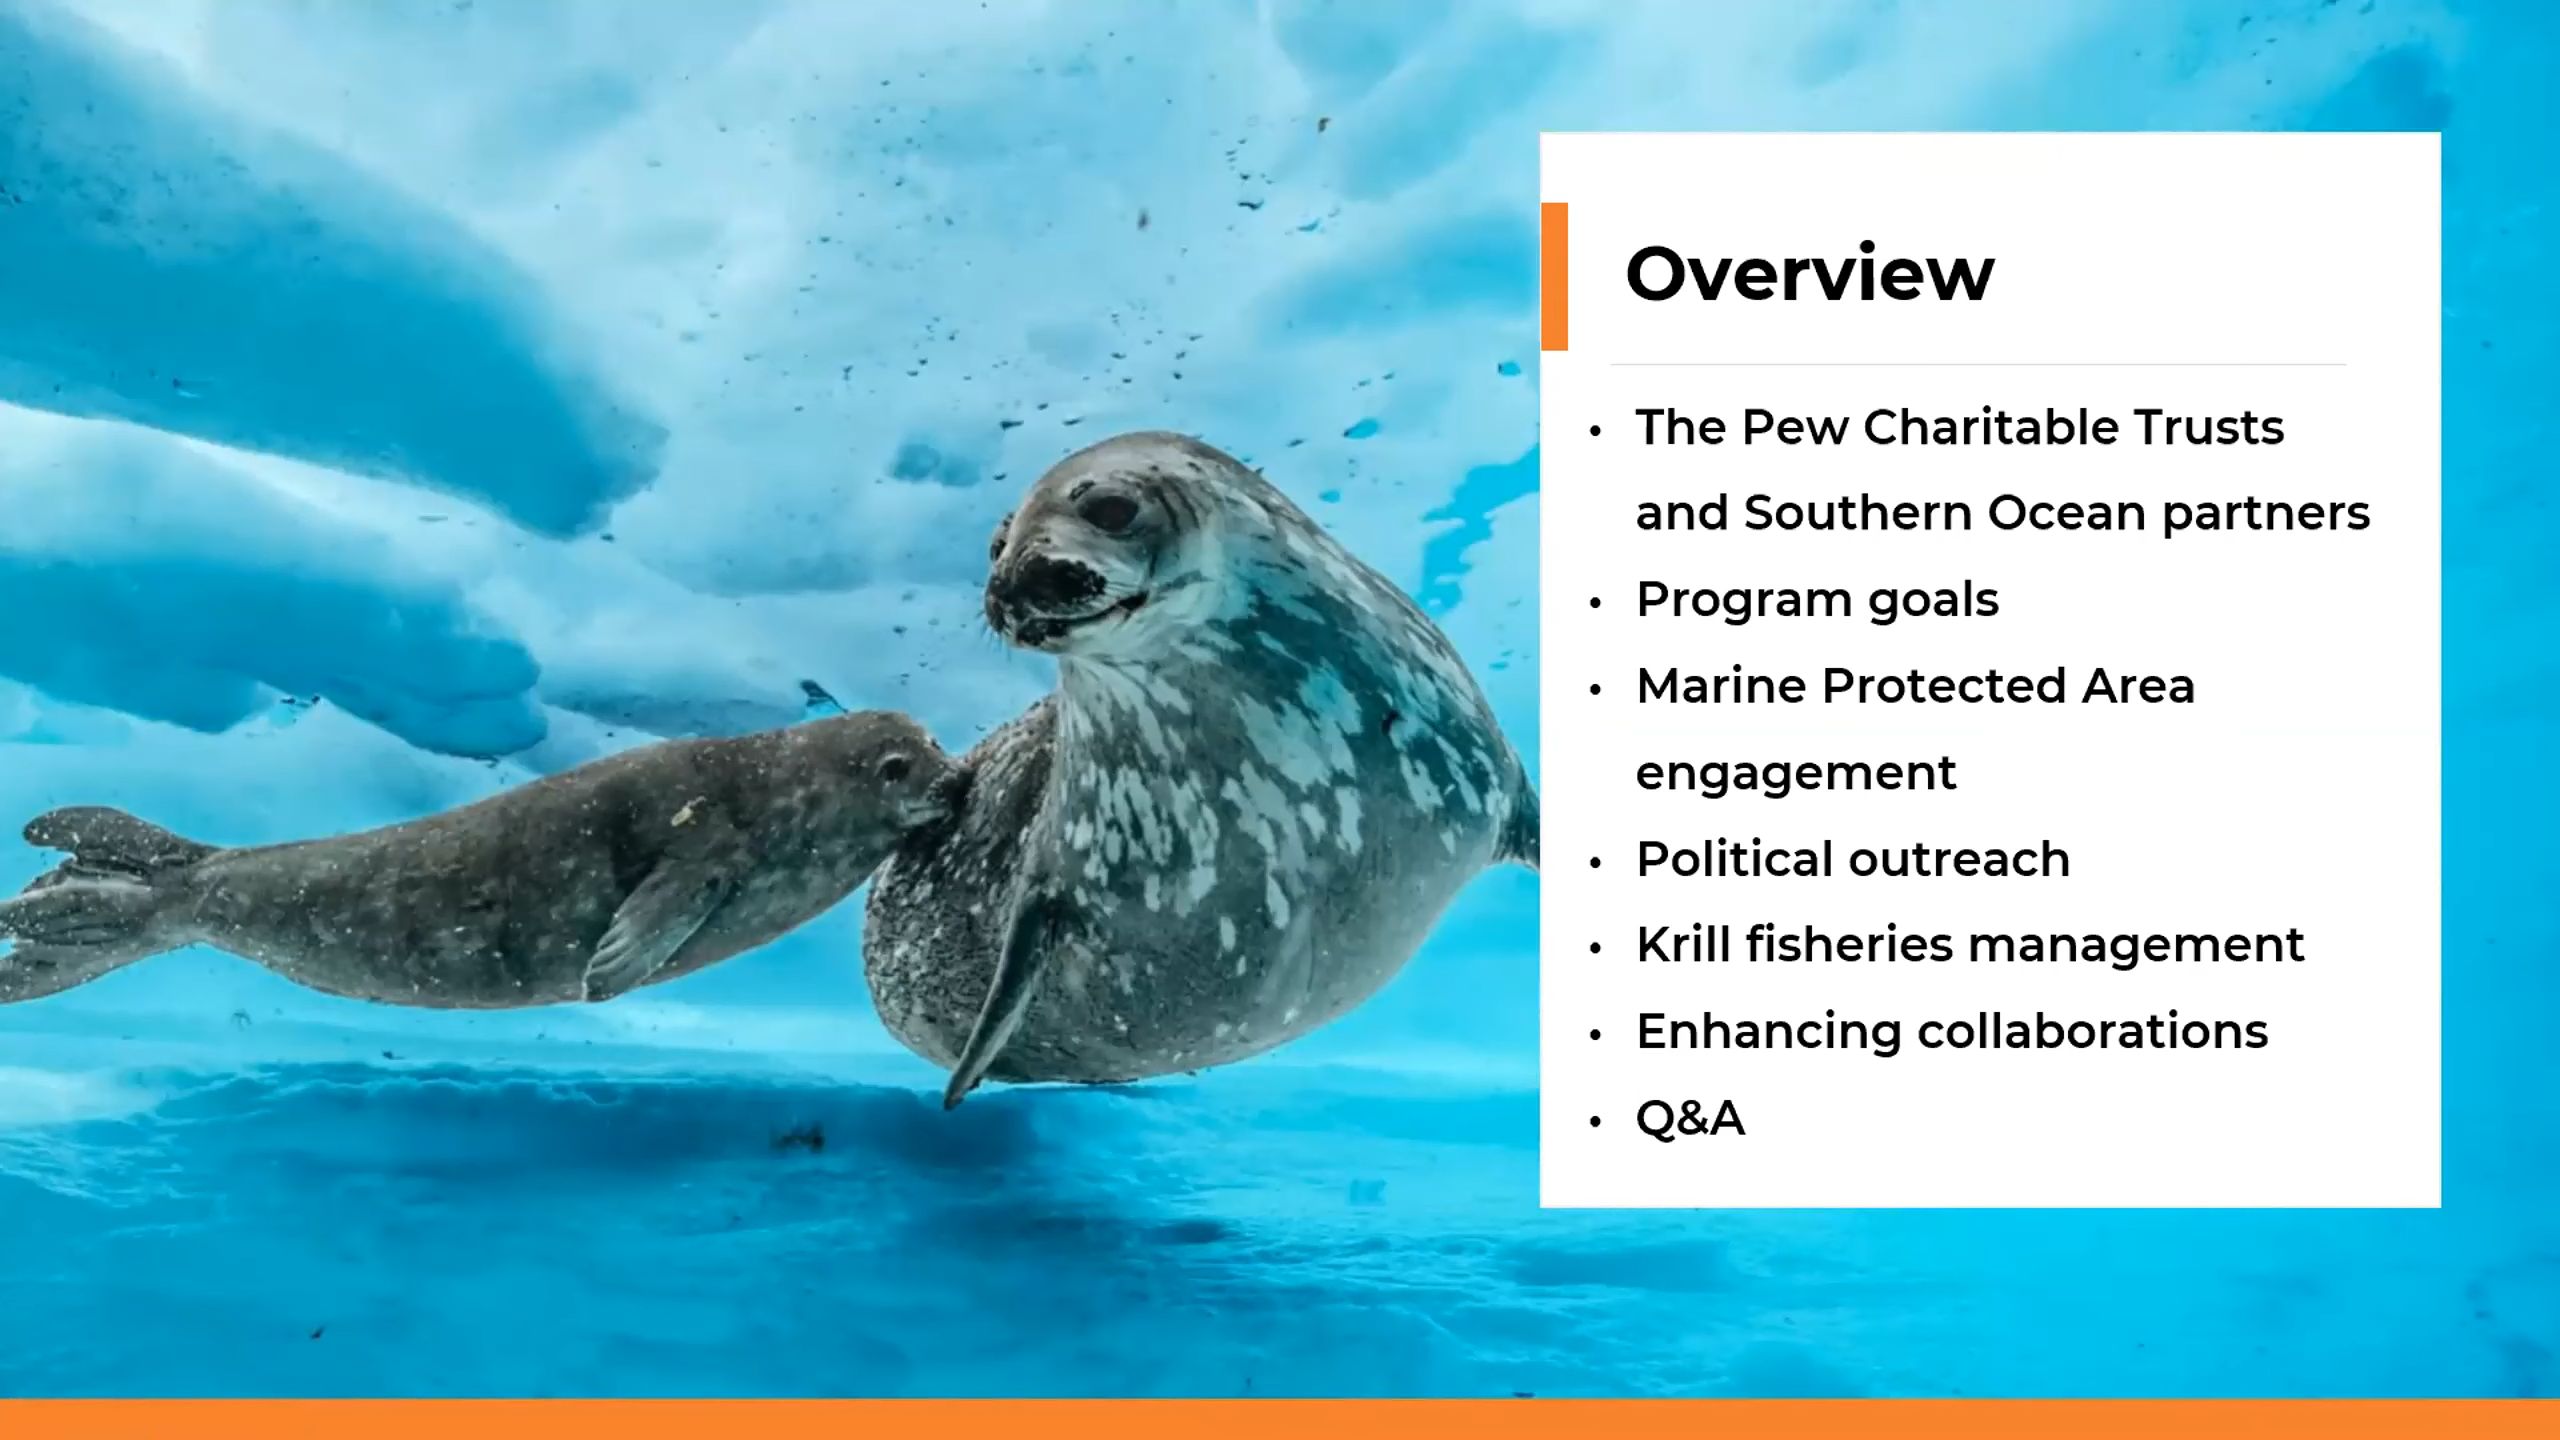 Overview
• The Pew Charitable Trusts
and Southern Ocean partners
• Program goals
• Marine Protected Area
engagement
• Political outreach
• Krill fisheries management
• Enhancing collaborations
• Q&A